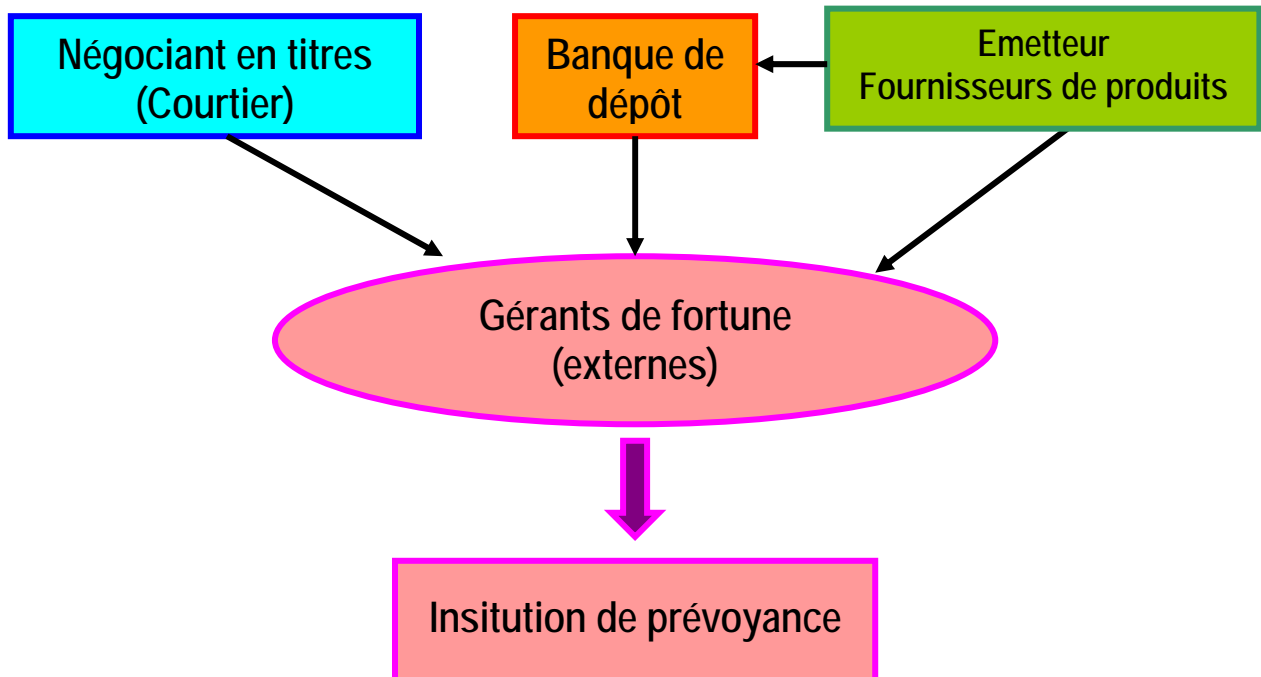 Négociant en titres
(Courtier)
Banque de
dépôt
Emetteur
Fournisseurs de produits
Gérants de fortune
(externes)
Insitution de prévoyance